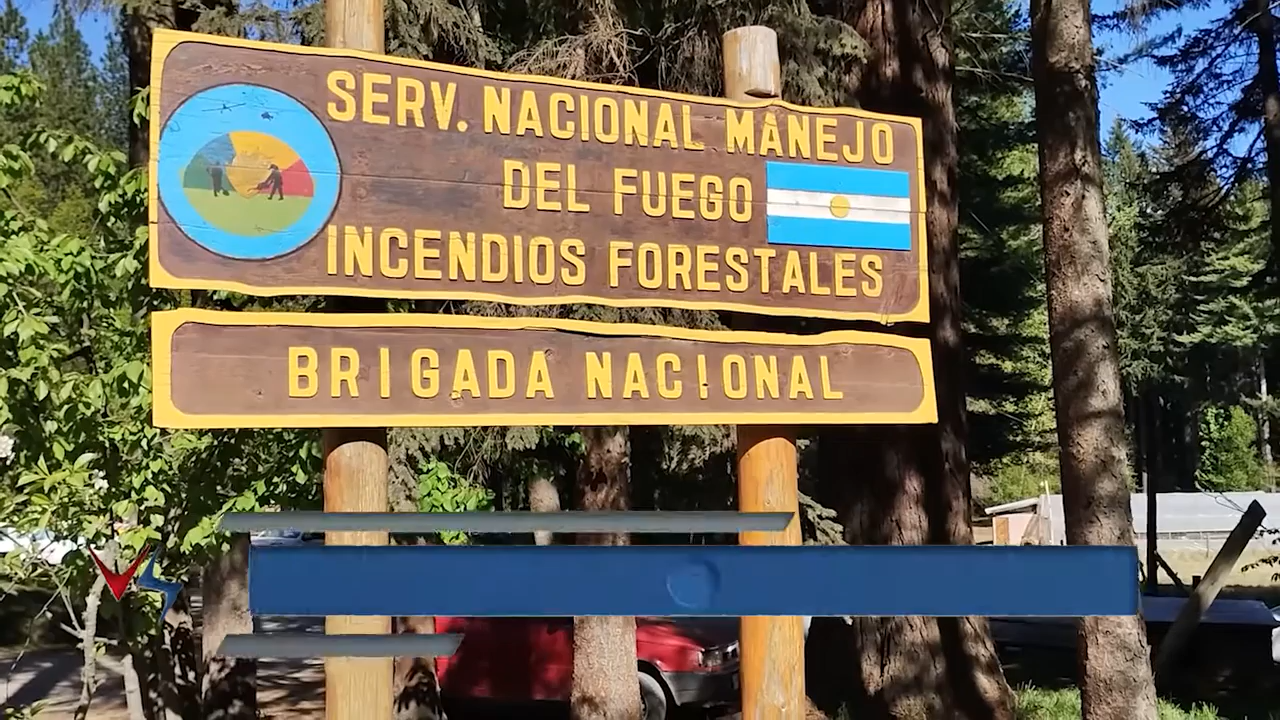 SERV. NACIONAL MANEJO
DEL FUEGO
INCENDIOS FORESTALES
BRIGADA NACIONAL